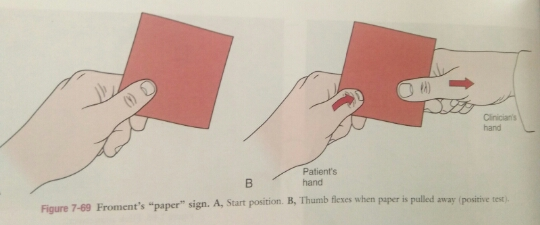 Clinician's
hand
Patient's
hand
B
Figure 7-69 Froment's "paper" sign. A, Start position. B, Thumb flexes when paper is pulled away (positive test).